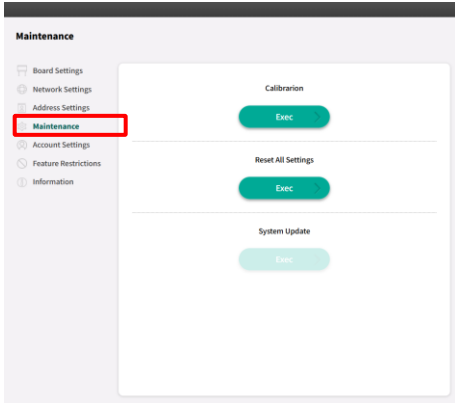 Maintenance
Board Settings
Network Settings
Address Settings
Maintenance
Account Settings
Feature Restrictions
Information
Calibrarion
Exec
Reset All Settings
Exec
System Update
Exec